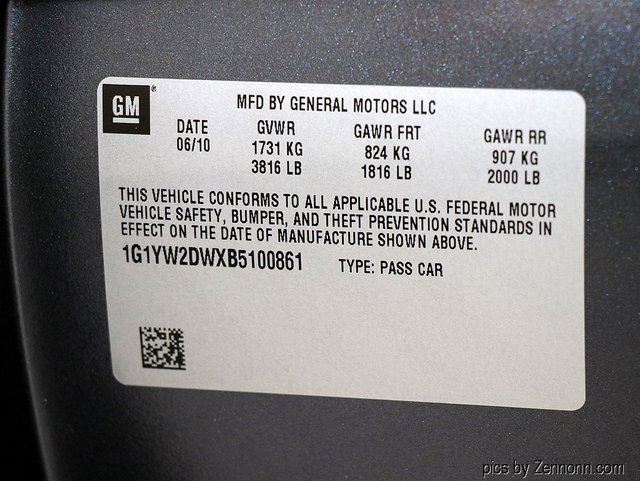 GM®
MFD BY GENERAL MOTORS LLC
DATE GVWR GAWR FRT GAWR RR
06/10 1731 KG 824 KG 907 KG
3816 LB 1816 LB 2000 LB
THIS VEHICLE CONFORMS TO ALL APPLICABLE U.S. FEDERAL MOTOR
VEHICLE SAFETY, BUMPER, AND THEFT PREVENTION STANDARDS IN
EFFECT ON THE DATE OF MANUFACTURE SHOWN ABOVE.
1G1YW2DWXB5100861 TYPE: PASS CAR
pics by Zennonn.com